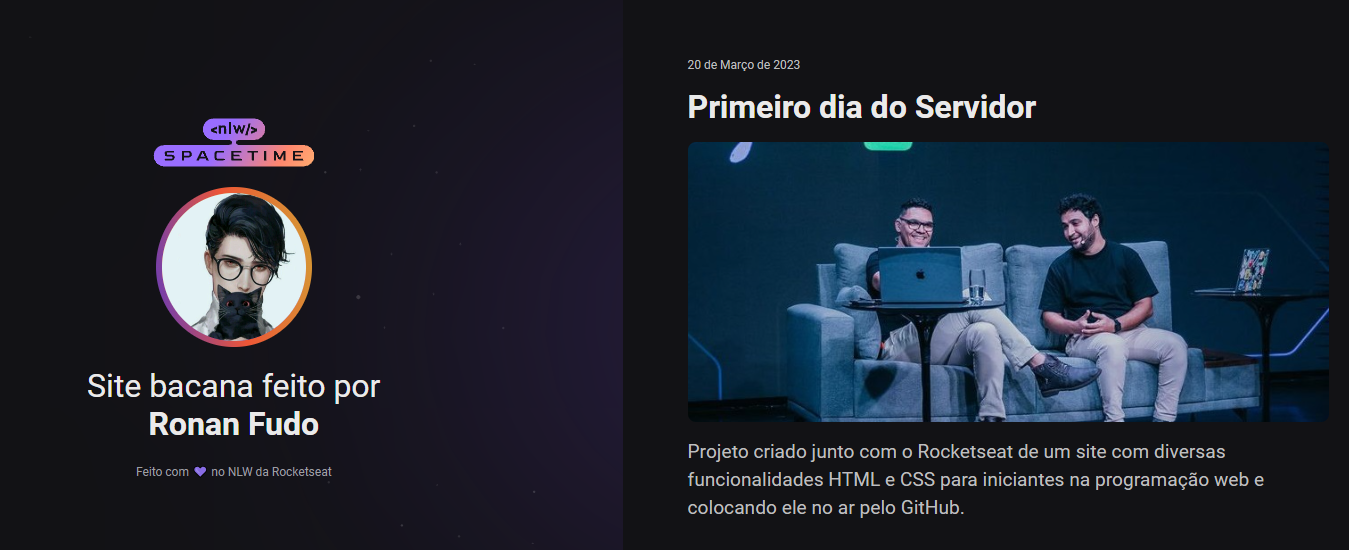 <nlw/>
SPACETIME
Site bacana feito por
Ronan Fudo
Feito com 💜 no NLW da Rocketseat
20 de Março de 2023
Primeiro dia do Servidor
Projeto criado junto com o Rocketseat de um site com diversas
funcionalidades HTML e CSS para iniciantes na programação web e
colocando ele no ar pelo GitHub.